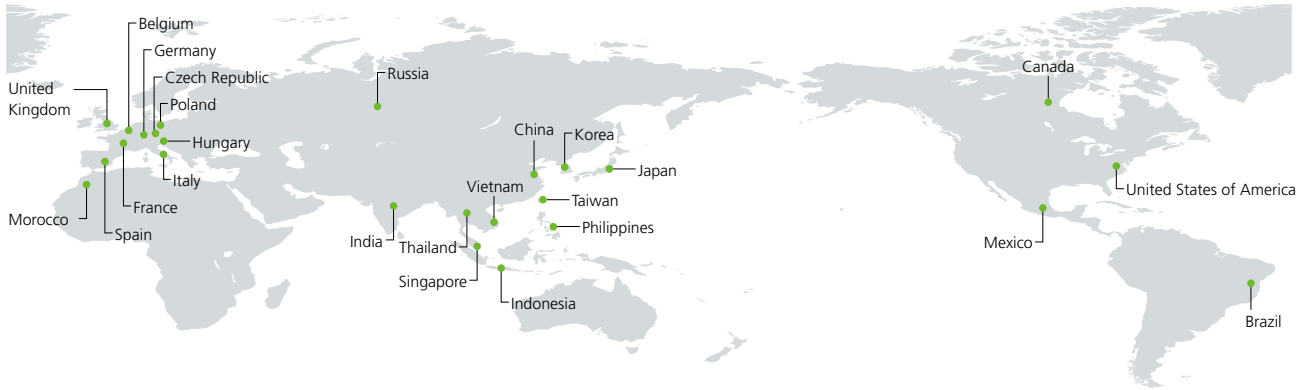 Belgium
Germany
Czech Republic
Poland
United
Kingdom
Hungary
Italy
France
Spain
Morocco
Russia
China
Korea
Japan
Vietnam
Taiwan
Philippines
India
Thailand
Singapore
Indonesia
Canada
United States of America
Mexico
Brazil